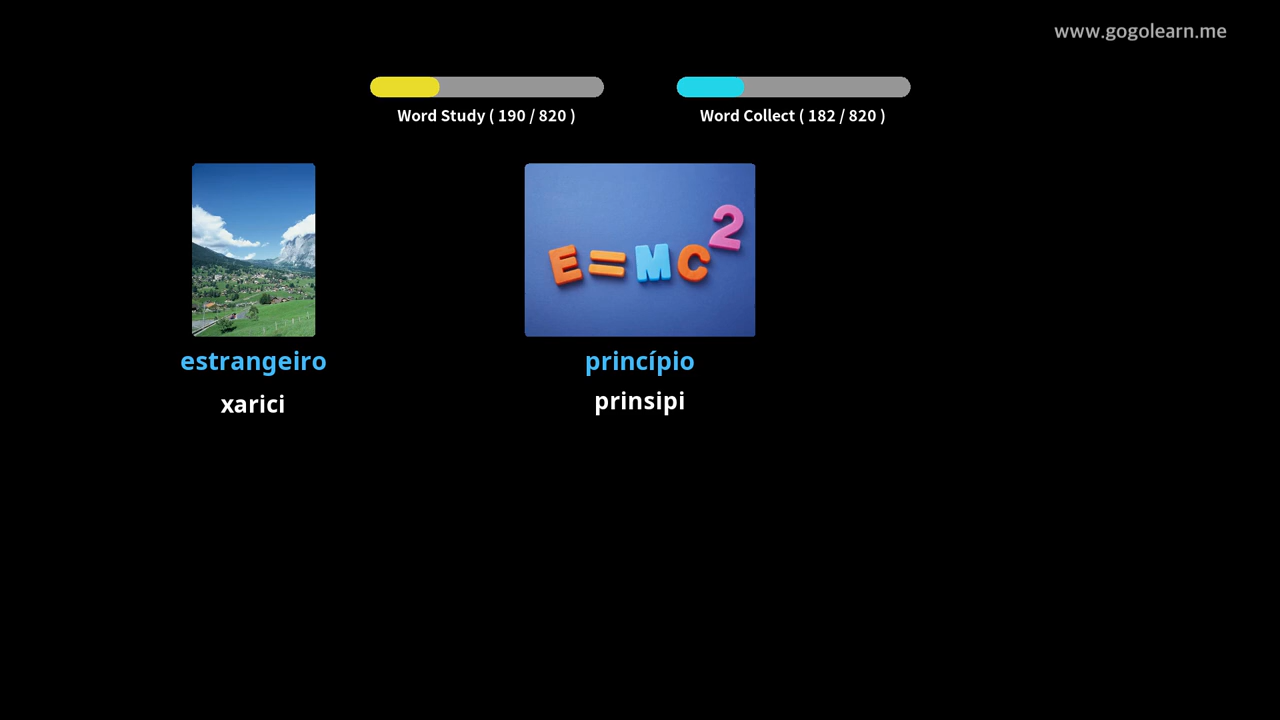 www.gogolearn.me
Word Study ( 190 / 820 )
Word Collect ( 182 / 820 )
E=MC2
estrangeiro
princípio
xarici
prinsipi